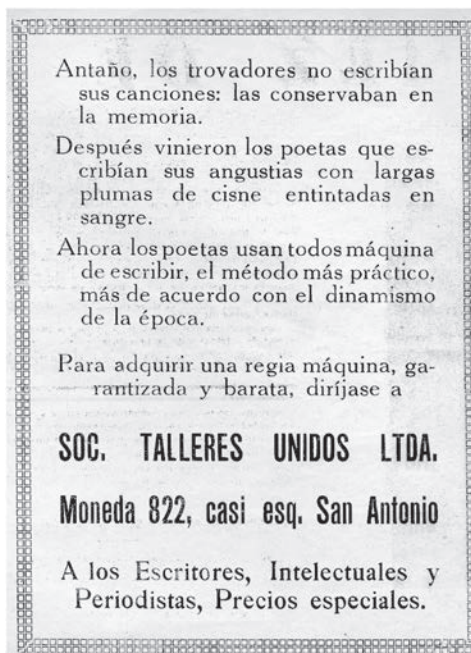 Antaño, los trovadores no escribían
sus canciones: las conservaban en
la memoria.
Después vinieron los poetas que es-
cribían sus angustias con largas
plumas de cisne entintadas en
sangre.
Ahora los poetas usan todos máquina
de escribir, el método más práctico,
más de acuerdo con el dinamismo
de la época.
Para adquirir una regia máquina, ga-
rantizada y barata, diríjase a
SOC. TALLERES UNIDOS LTDA.
Moneda 822, casi esq. San Antonio
A los Escritores, Intelectuales y
Periodistas, Precios especiales.